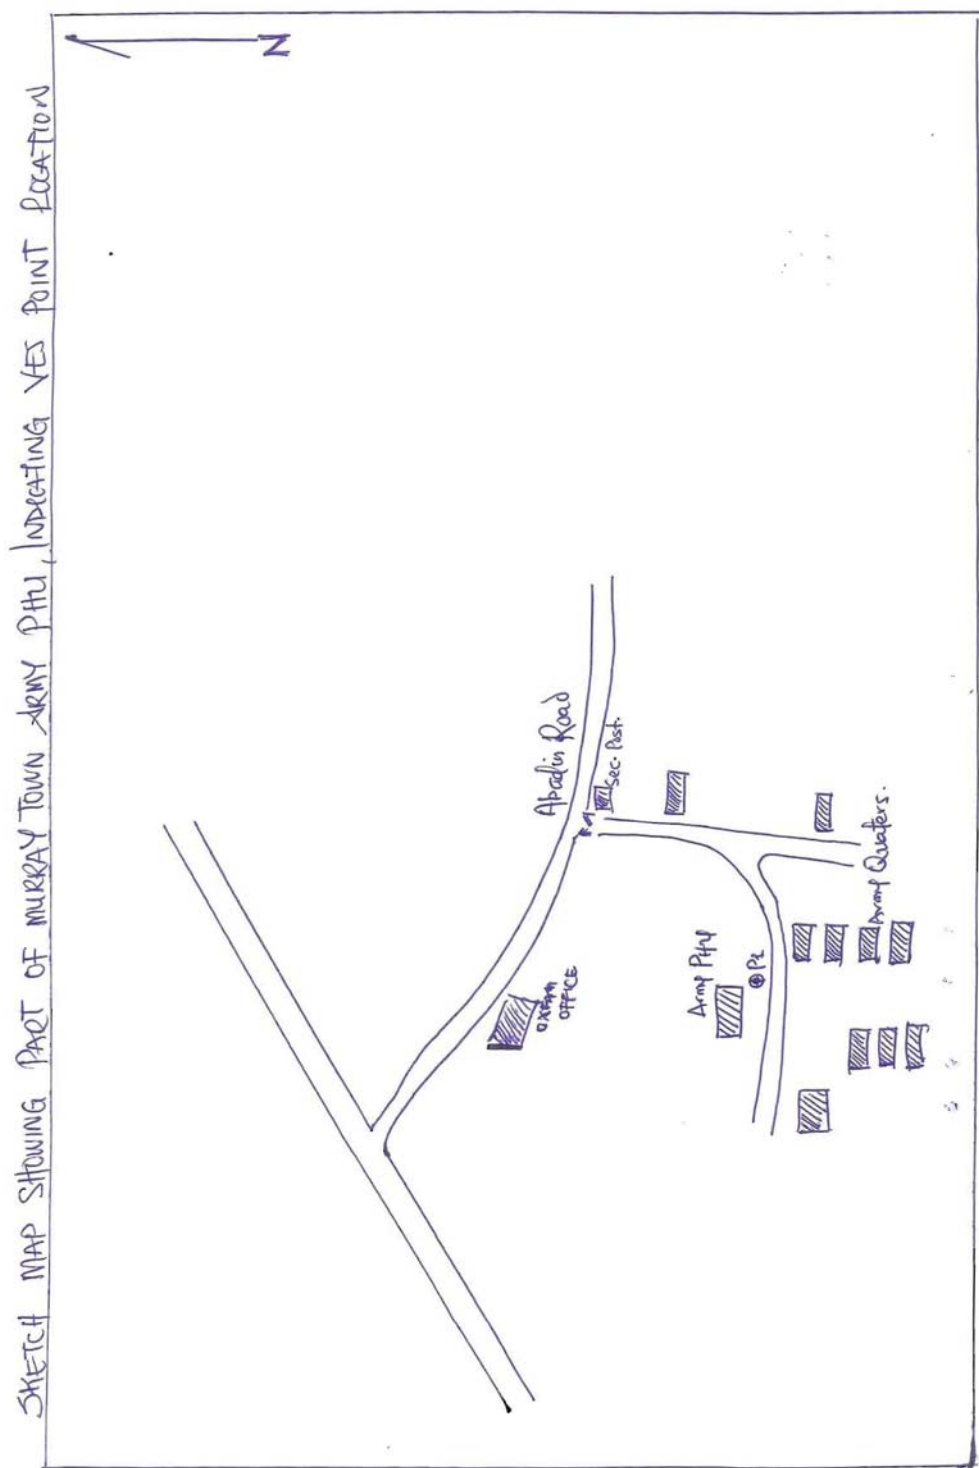 SKETCH MAP SHOWING PART OF MURRAY TOWN ARMY PHU, INDICATING VES POINT LOCATION
N
Abadin Road
Sec. Post.
OXFAM
OFFICE
Army PHU
P1
Army Quaters.